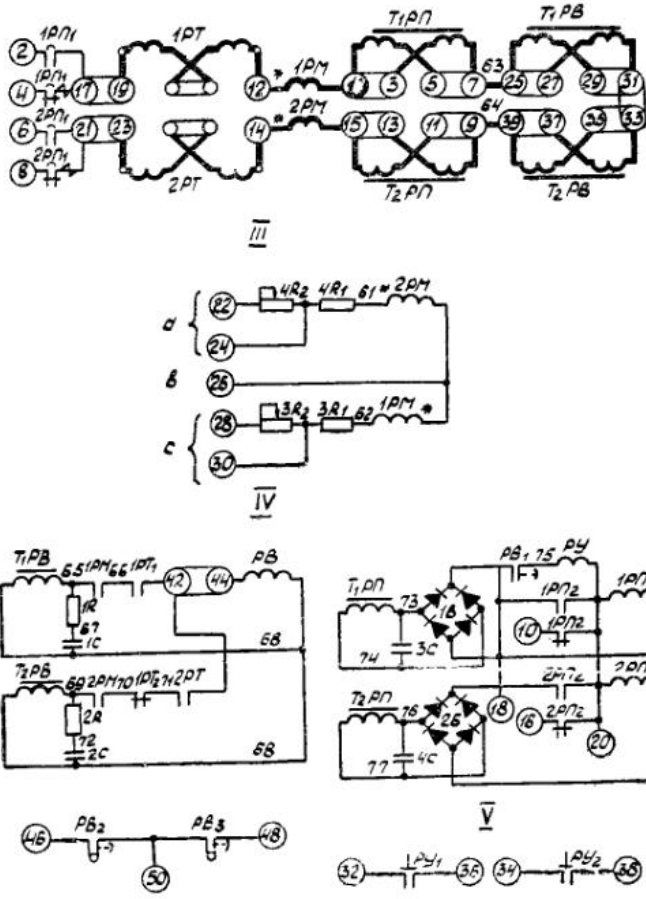 Т₁РП Т₁РВ
2 1РП₁ 1РТ
4 1РП₁ 17 19 12 * 1РМ 3 5 7 63 25 27 29 31
6 2РП₁ 21 23 14 * 2РМ 15 13 11 9 64 39 37 35 33
8 2РП₁ 2РТ Т₂РП Т₂РВ
III
а 22 4R₂ 4R₁ 61 * 2РМ
24
в 26
с 28 3R₂ 3R₁ 62 1РМ *
30
IV
Т₁РВ 65 1РМ 66 1РТ₁ 42 44 РВ
1R
67
1С 68
Т₂РВ 69 2РМ 70 1РТ₂ 71 2РТ
2R
72
2С 68
РВ₁ 75 РУ
Т₁РП 73 1В 1РП₂ 1РП
10 1РП₂
74 3С
Т₂РП 76 2В 18 2РП₂ 2РП
16 2РП₂
77 4С 20
V
46 РВ₂ РВ₃ 48
50
32 РУ₁ 36 34 РУ₂ 38